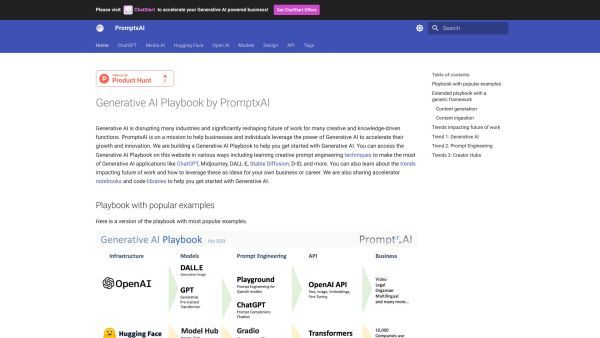 Please visit ChatStart to accelerate your Generative AI powered business! Get ChatStart Offers
PromptxAI
Search
Home ChatGPT Media AI Hugging Face Open AI Models Design API Tags
Product Hunt
Generative AI Playbook by PromptxAI
Generative AI is disrupting many industries and significantly reshaping future of work for many creative and knowledge-driven
functions. PromptxAI is on a mission to help businesses and individuals leverage the power of Generative AI to accelerate their
growth and innovation. We are building a Generative AI Playbook to help you get started with Generative AI. You can access the
Generative AI Playbook on this website in various ways including learning creative prompt engineering techniques to make the most
of Generative AI applications like ChatGPT, Midjourney, DALL-E, Stable Diffusion, D-ID, and more. You can also learn about the trends
impacting future of work and how to leverage these as ideas for your own business or career. We are also sharing accelerator
notebooks and code libraries to help you get started with Generative AI.
Playbook with popular examples
Here is a version of the playbook with most popular examples.
Table of contents
Playbook with popular examples
Extended playbook with a
generic framework
Content generation
Content ingestion
Trends impacting future of work
Trend 1: Generative AI
Trend 2: Prompt Engineering
Trends 3: Creator Hubs
Generative AI Playbook Feb 2023
Promptx.AI
Infrastructure Models Prompt Engineering API Business
OpenAI
DALL.E
Generative Image
GPT
Generative
Pre-trained
Transformer
Playground
Prompt Engineering for
OpenAI models
ChatGPT
Prompt Completions
Chatbot
OpenAI API
Text, Image, Embeddings,
Fine Tuning
Video
Legal
Organizer
Multilingual
and many more...
Hugging Face
Model Hub
Gradio
Transformers
10,000
Companies use